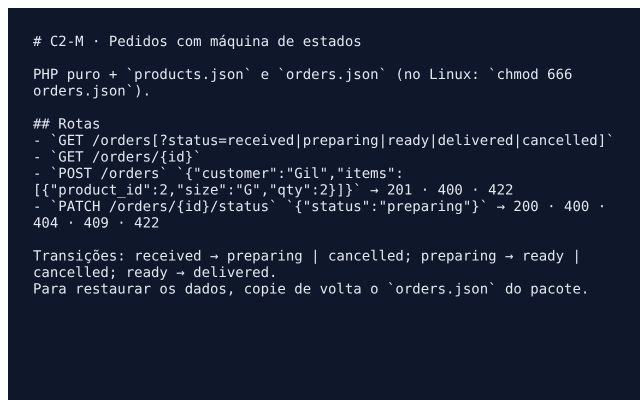 # C2-M · Pedidos com máquina de estados
PHP puro + `products.json` e `orders.json` (no Linux: `chmod 666
orders.json`).
## Rotas
- `GET /orders[?status=received|preparing|ready|delivered|cancelled]`
- `GET /orders/{id}`
- `POST /orders` `{"customer":"Gil","items":
[{"product_id":2,"size":"G","qty":2}]}` → 201 · 400 · 422
- `PATCH /orders/{id}/status` `{"status":"preparing"}` → 200 · 400 ·
404 · 409 · 422
Transições: received → preparing | cancelled; preparing → ready |
cancelled; ready → delivered.
Para restaurar os dados, copie de volta o `orders.json` do pacote.